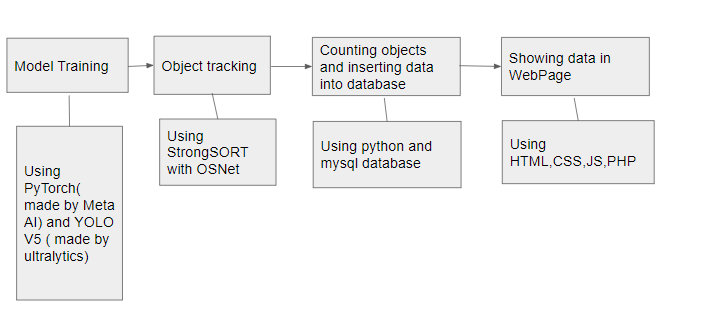 Model Training
Object tracking
Counting objects
and inserting data
into database
Showing data in
WebPage
Using
PyTorch(
made by Meta
AI) and YOLO
V5 ( made by
ultralytics)
Using
StrongSORT
with OSNet
Using python and
mysql database
Using
HTML,CSS,JS,PHP